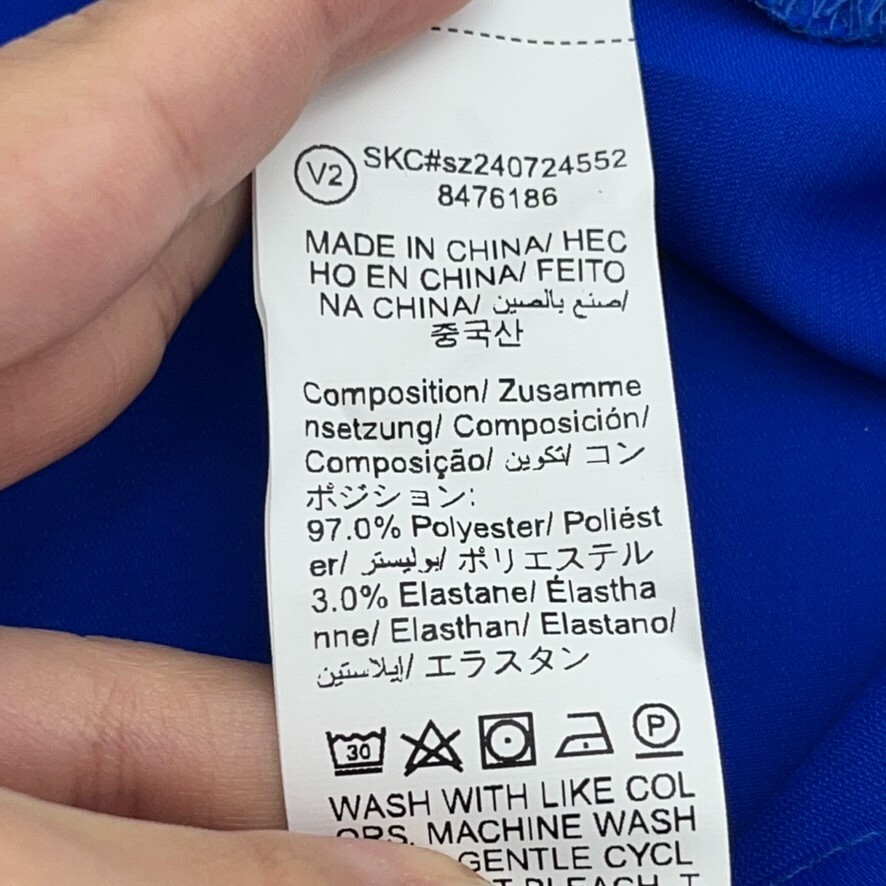 V2 SKC#sz240724552
8476186
MADE IN CHINA/ HEC
HO EN CHINA/ FEITO
NA CHINA/ صنع بالصين/
중국산
Composition/ Zusamme
nsetzung/ Composición/
Composição/ تكوين/ コン
ポジション:
97.0% Polyester/ Poliést
er/ بوليستر/ ポリエステル
3.0% Elastane/ Élastha
nne/ Elasthan/ Elastano/
إيلاستين/ エラスタン
30 P
WASH WITH LIKE COL
ORS. MACHINE WASH
GENTLE CYCL
BLEACH. T